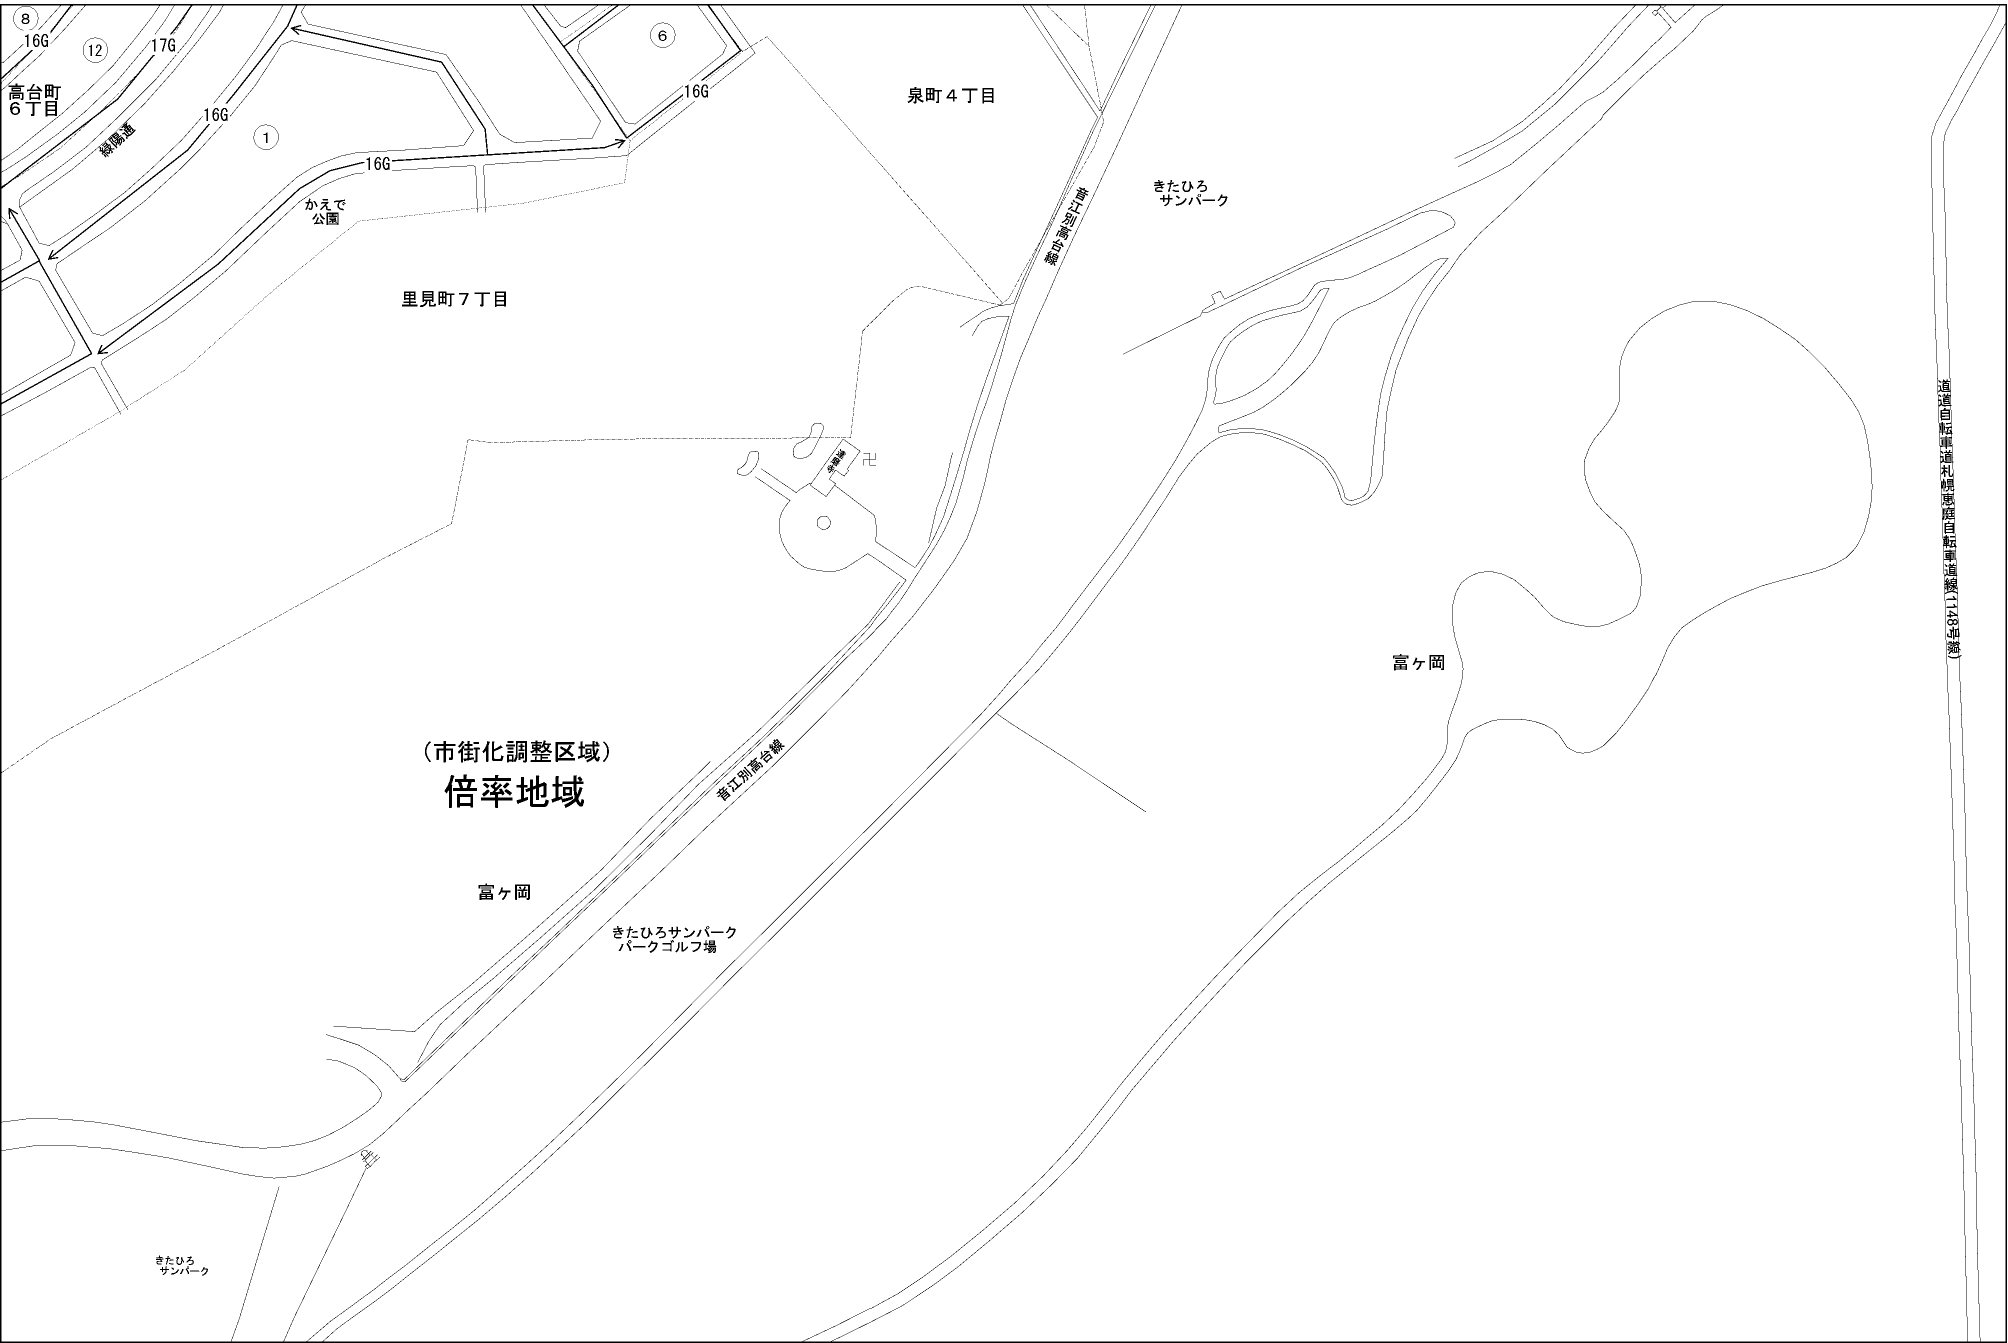 8
16G
12
17G
6
高台町
6丁目
16G
泉町4丁目
16G
緑陽通
1
16G
きたひろ
サンパーク
かえで
公園
音江別高台線
里見町7丁目
道道自転車道札幌恵庭自転車道線(1148号線)
卍
富ヶ岡
(市街化調整区域)
倍率地域
音江別高台線
富ヶ岡
きたひろサンパーク
パークゴルフ場
きたひろ
サンパーク